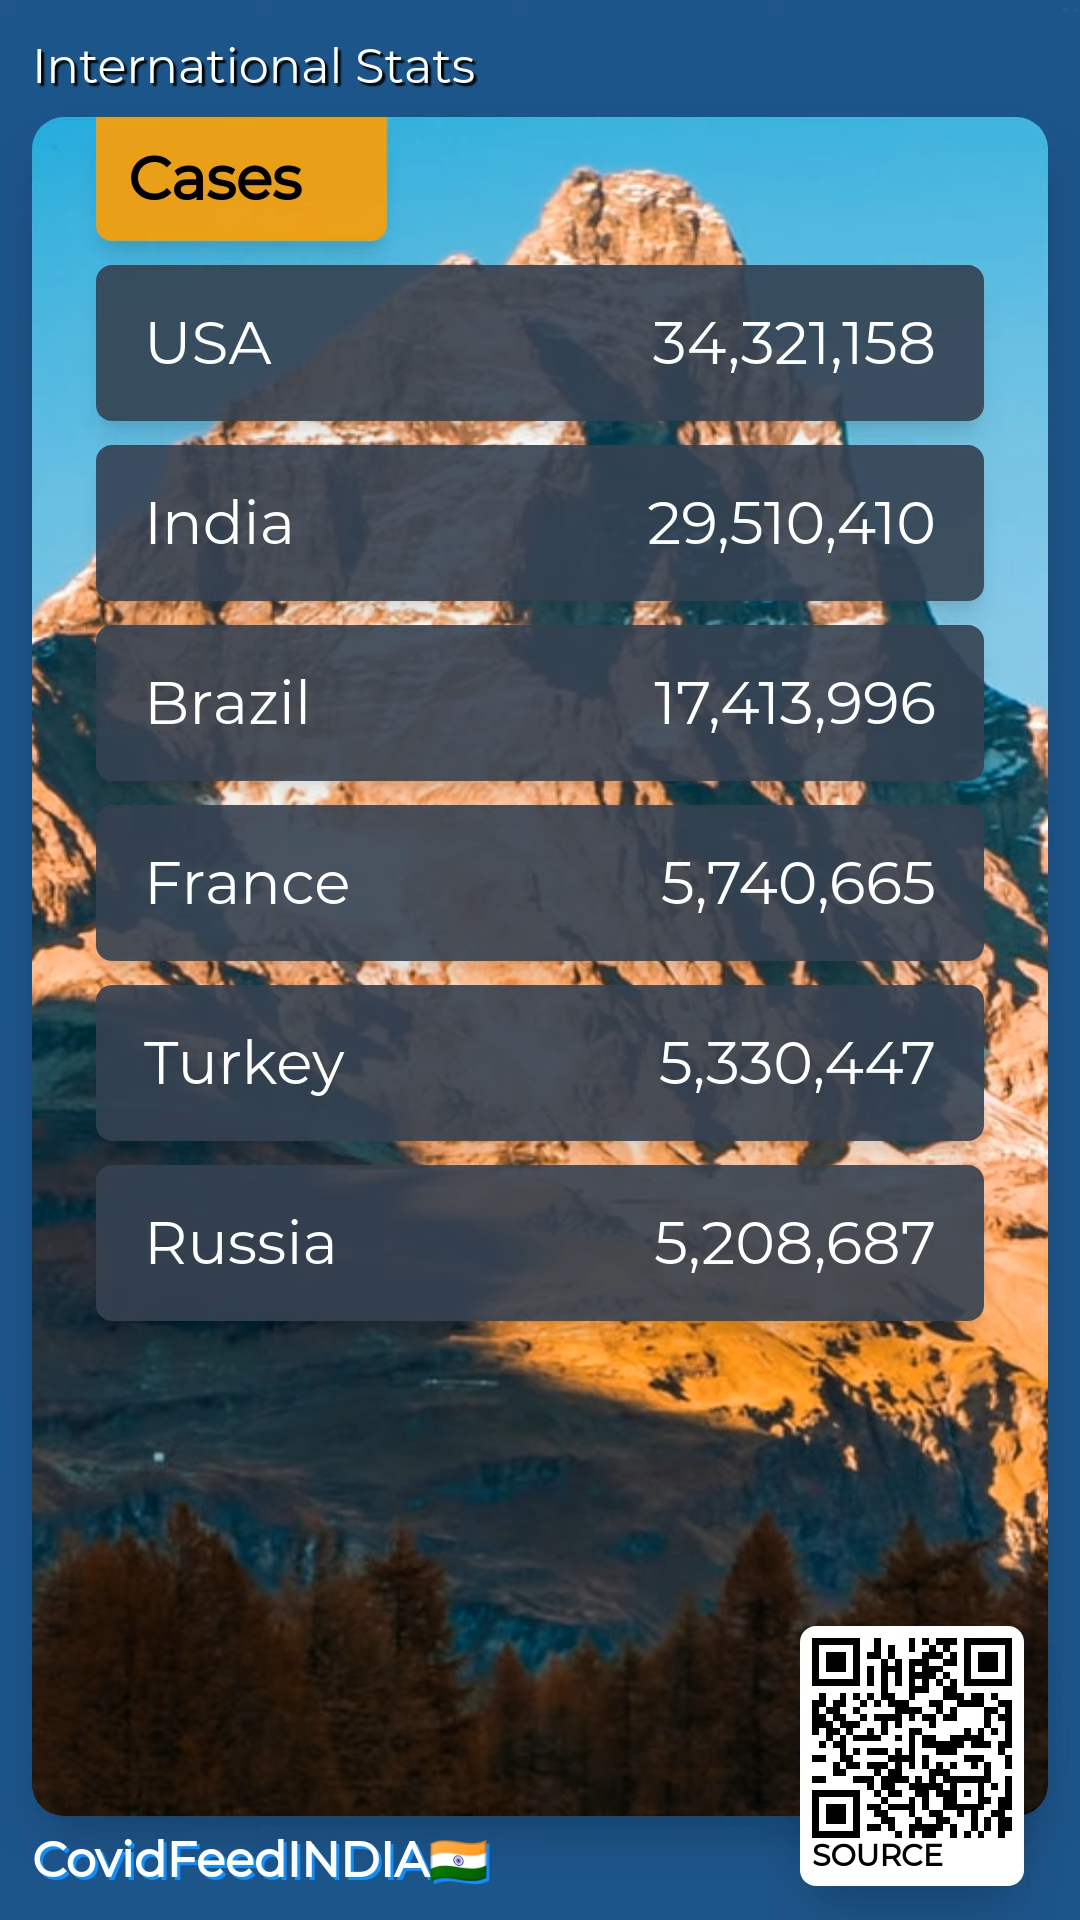 International Stats
Cases
USA 34,321,158
India 29,510,410
Brazil 17,413,996
France 5,740,665
Turkey 5,330,447
Russia 5,208,687
CovidFeedINDIA🇮🇳
SOURCE